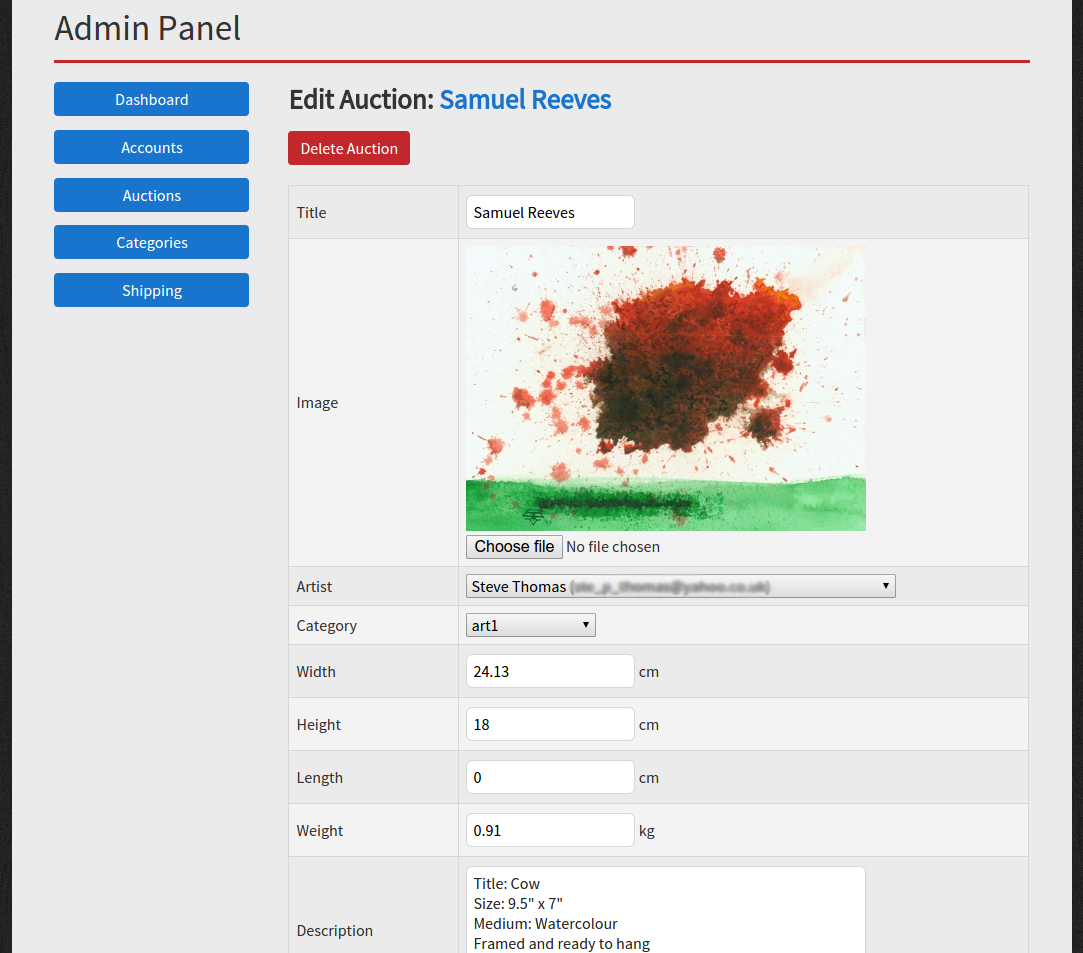 Admin Panel
Dashboard
Accounts
Auctions
Categories
Shipping
Edit Auction: Samuel Reeves
Delete Auction
Title
Samuel Reeves
Image
Choose file No file chosen
Artist
Steve Thomas
Category
art1
Width
24.13 cm
Height
18 cm
Length
0 cm
Weight
0.91 kg
Description
Title: Cow
Size: 9.5" x 7"
Medium: Watercolour
Framed and ready to hang